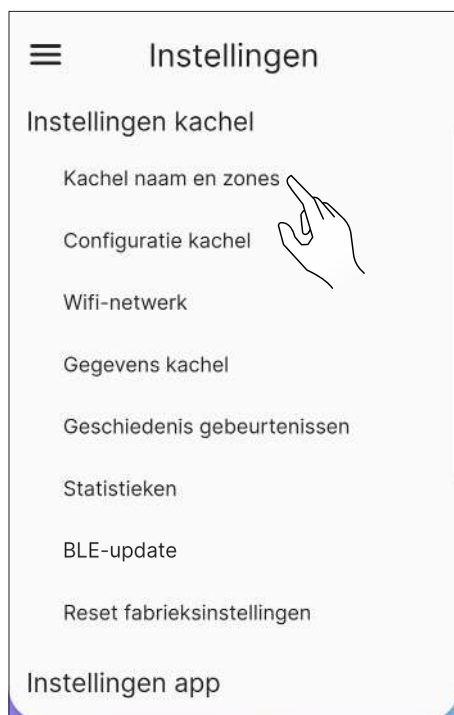 Instellingen
Instellingen kachel
Kachel naam en zones
Configuratie kachel
Wifi-netwerk
Gegevens kachel
Geschiedenis gebeurtenissen
Statistieken
BLE-update
Reset fabrieksinstellingen
Instellingen app